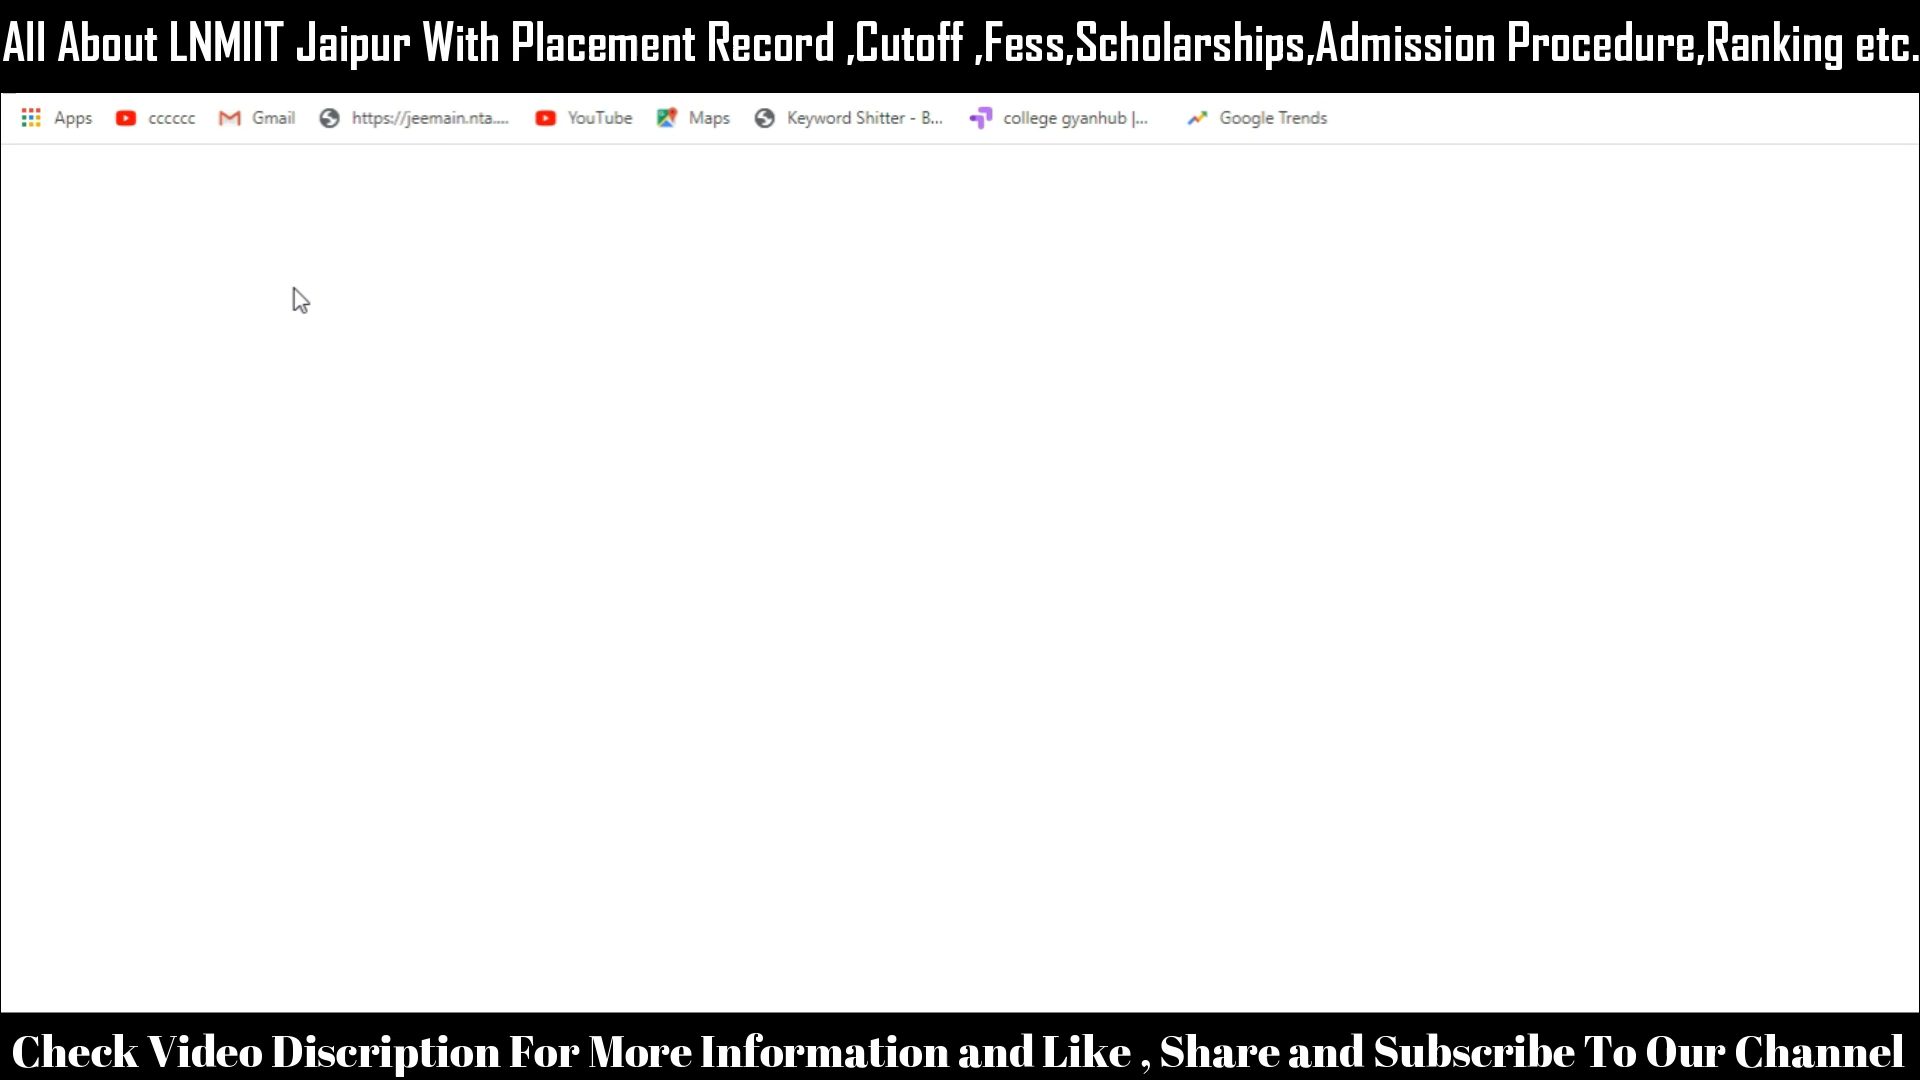 All About LNMIIT Jaipur With Placement Record ,Cutoff ,Fess,Scholarships,Admission Procedure,Ranking etc.
Apps cccccc Gmail https://jeemain.nta.... YouTube Maps Keyword Shitter - B... college gyanhub |... Google Trends
Check Video Discription For More Information and Like , Share and Subscribe To Our Channel